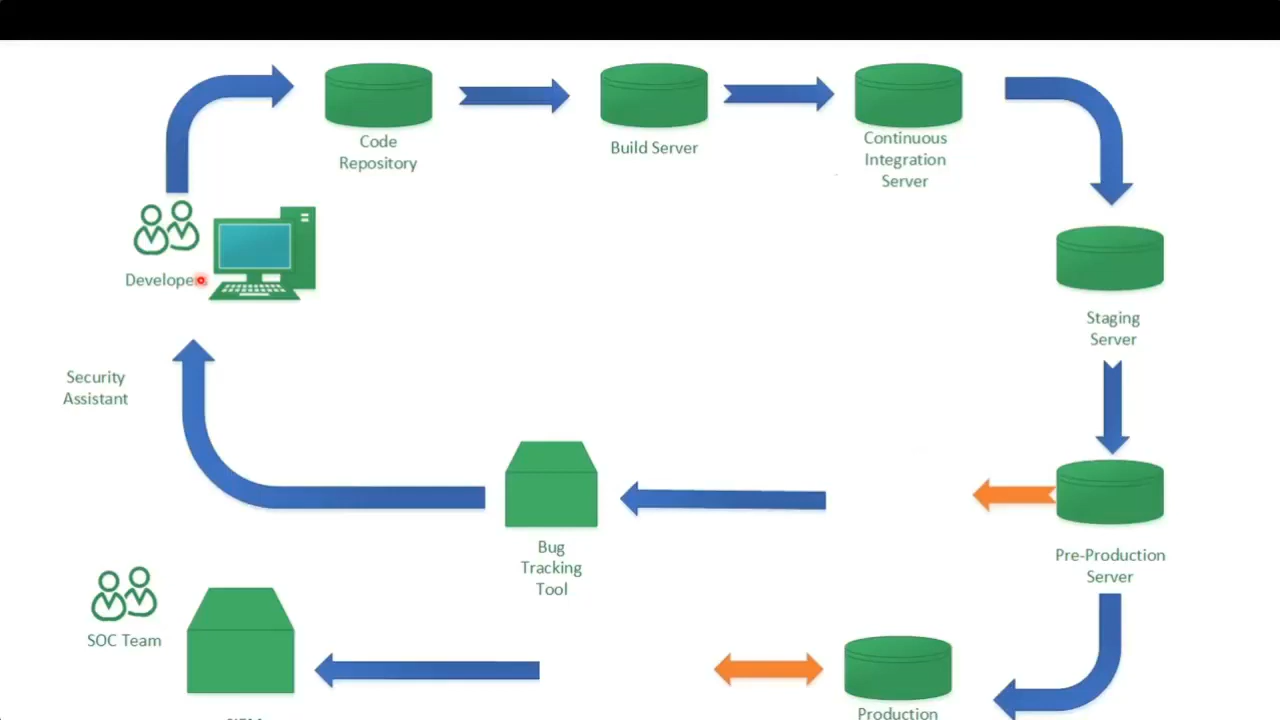 Code
Repository
Build Server
Continuous
Integration
Server
Develope
Staging
Server
Security
Assistant
Bug
Tracking
Tool
Pre-Production
Server
SOC Team
Production